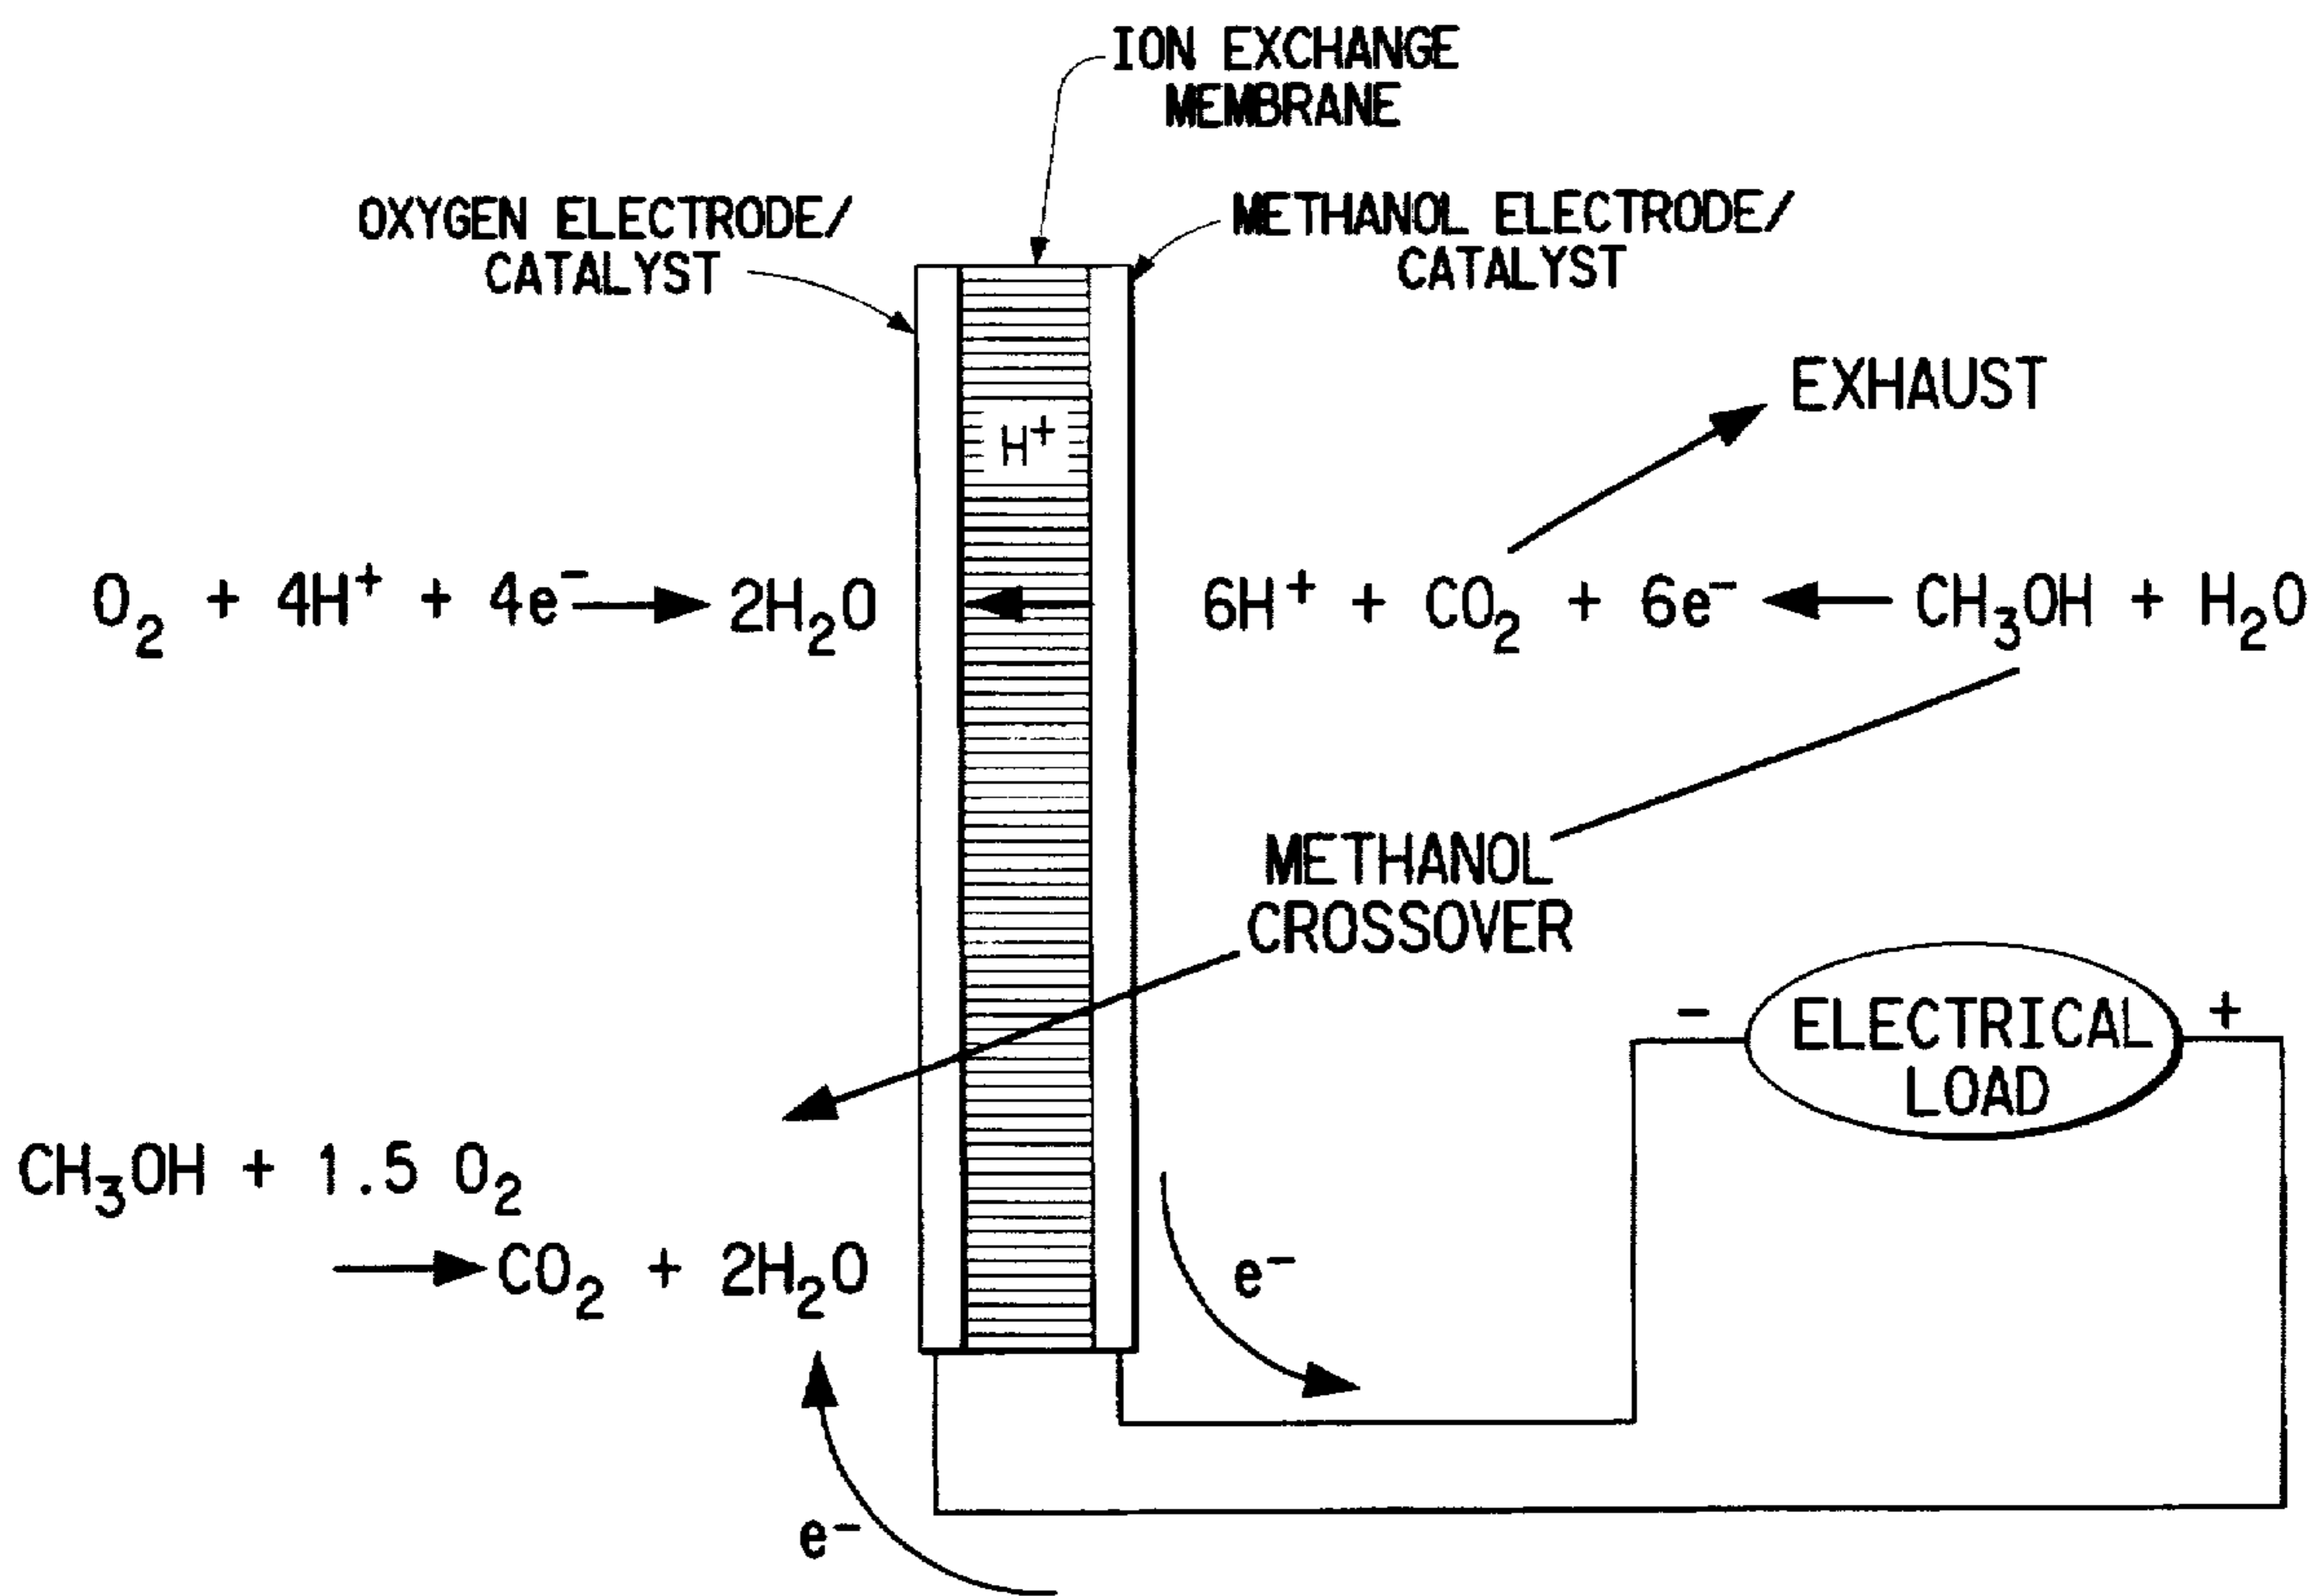 ION EXCHANGE
MEMBRANE
OXYGEN ELECTRODE/
CATALYST
METHANOL ELECTRODE/
CATALYST
EXHAUST
H⁺
O₂ + 4H⁺ + 4e⁻ → 2H₂O
6H⁺ + CO₂ + 6e⁻ ← CH₃OH + H₂O
METHANOL
CROSSOVER
- ELECTRICAL +
LOAD
CH₃OH + 1.5 O₂
→ CO₂ + 2H₂O
e⁻
e⁻